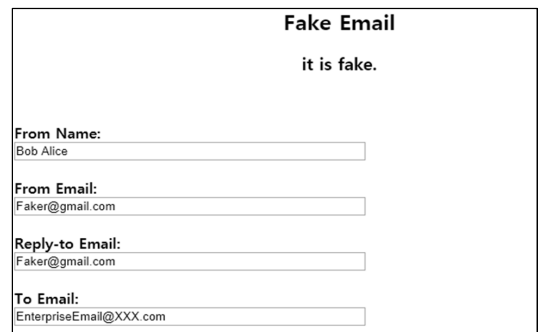 Fake Email
it is fake.
From Name:
Bob Alice
From Email:
Faker@gmail.com
Reply-to Email:
Faker@gmail.com
To Email:
EnterpriseEmail@XXX.com